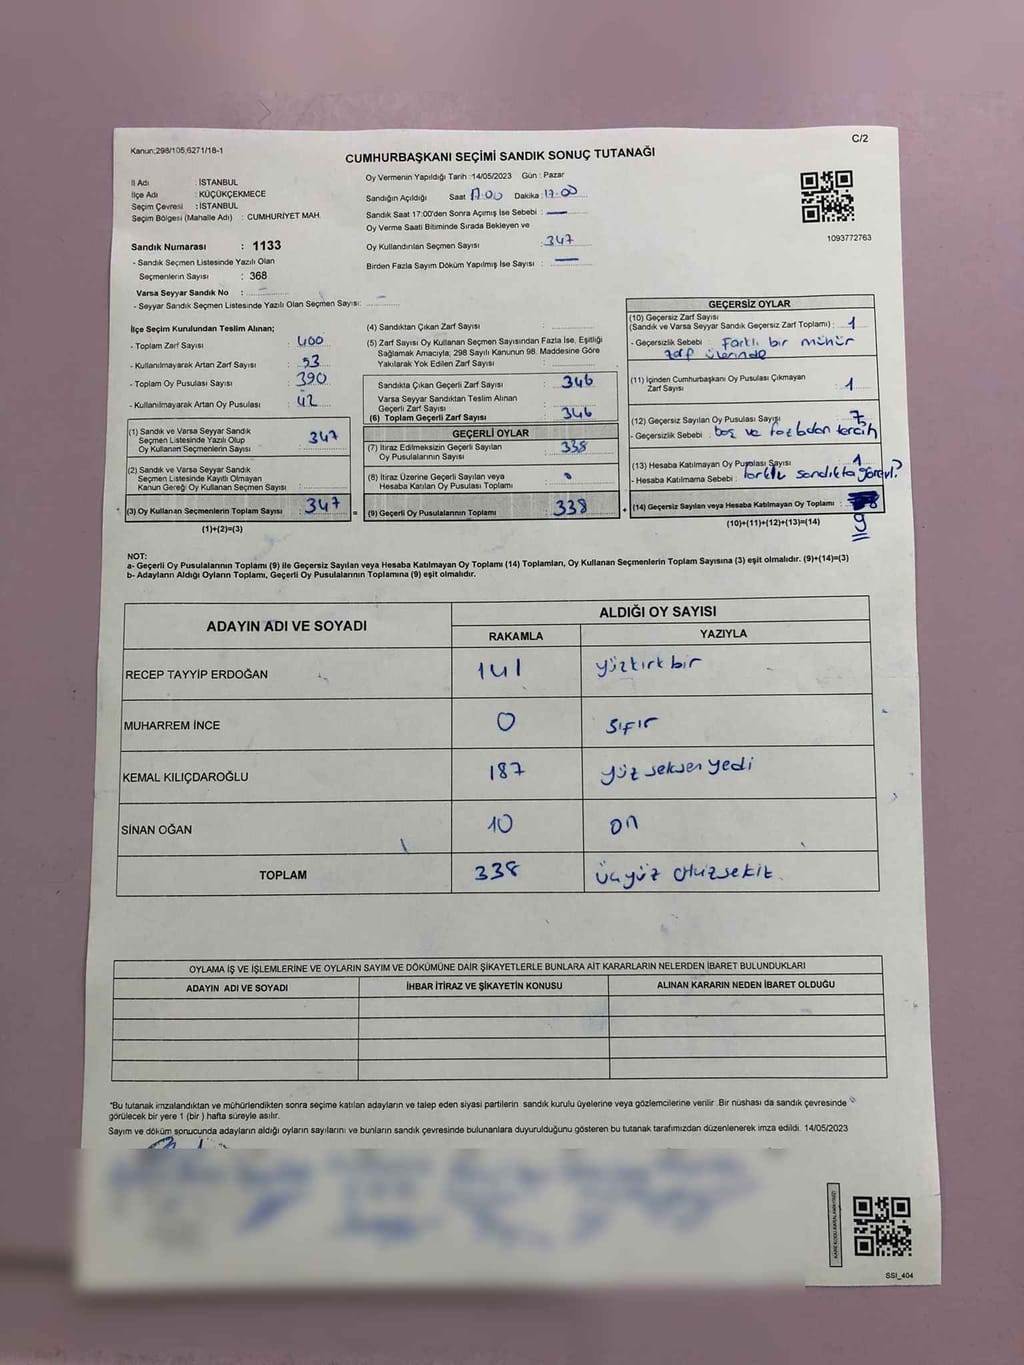 Kanun:298/105;6271/18-1
C/2
CUMHURBAŞKANI SEÇİMİ SANDIK SONUÇ TUTANAĞI
İl Adı : İSTANBUL
İlçe Adı : KÜÇÜKÇEKMECE
Seçim Çevresi : İSTANBUL
Seçim Bölgesi (Mahalle Adı) : CUMHURİYET MAH.
Sandık Numarası : 1133
- Sandık Seçmen Listesinde Yazılı Olan
Seçmenlerin Sayısı : 368
Varsa Seyyar Sandık No : -
- Seyyar Sandık Seçmen Listesinde Yazılı Olan Seçmen Sayısı: -
Oy Vermenin Yapıldığı Tarih :14/05/2023 Gün : Pazar
Sandığın Açıldığı Saat 17.00 Dakika : 17.00
Sandık Saat 17:00'den Sonra Açımış İse Sebebi : —
Oy Verme Saati Bitiminde Sırada Bekleyen ve
Oy Kullandırılan Seçmen Sayısı : 347
Birden Fazla Sayım Döküm Yapılmış İse Sayısı : —
1093772763
İlçe Seçim Kurulundan Teslim Alınan;
- Toplam Zarf Sayısı : 400
- Kullanılmayarak Artan Zarf Sayısı : 53
- Toplam Oy Pusulası Sayısı : 390
- Kullanılmayarak Artan Oy Pusulası : 42
(1) Sandık ve Varsa Seyyar Sandık
Seçmen Listesinde Yazılı Olup
Oy Kullanan Seçmenlerin Sayısı : 347
(2) Sandık ve Varsa Seyyar Sandık
Seçmen Listesinde Kayıtlı Olmayan
Kanun Gereği Oy Kullanan Seçmen Sayısı :
(3) Oy Kullanan Seçmenlerin Toplam Sayısı : 347 =
(1)+(2)=(3)
(4) Sandıktan Çıkan Zarf Sayısı :
(5) Zarf Sayısı Oy Kullanan Seçmen Sayısından Fazla İse, Eşitliği
Sağlamak Amacıyla; 298 Sayılı Kanunun 98. Maddesine Göre
Yakılarak Yok Edilen Zarf Sayısı :
Sandıkta Çıkan Geçerli Zarf Sayısı : 346
Varsa Seyyar Sandıktan Teslim Alınan
Geçerli Zarf Sayısı :
(6) Toplam Geçerli Zarf Sayısı : 346
GEÇERLİ OYLAR
(7) İtiraz Edilmeksizin Geçerli Sayılan
Oy Pusulalarının Sayısı : 338
(8) İtiraz Üzerine Geçerli Sayılan ve
Hesaba Katılan Oy Pusulası Toplamı :
(9) Geçerli Oy Pusulalarının Toplamı : 338 +
GEÇERSİZ OYLAR
(10) Geçersiz Zarf Sayısı
(Sandık ve Varsa Seyyar Sandık Geçersiz Zarf Toplamı) : 1
- Geçersizlik Sebebi : Farklı bir mühür
zarf üzerinde
(11) İçinden Cumhurbaşkanı Oy Pusulası Çıkmayan
Zarf Sayısı : 1
(12) Geçersiz Sayılan Oy Pusulası Sayısı : 7
- Geçersizlik Sebebi : boş ve fazladan tercih
(13) Hesaba Katılmayan Oy Pusulası Sayısı : 1
- Hesaba Katılmama Sebebi : farklı sandıkta görevli
(14) Geçersiz Sayılan veya Hesaba Katılmayan Oy Toplamı :
9
(10)+(11)+(12)+(13)=(14)
NOT:
a- Geçerli Oy Pusulalarının Toplamı (9) ile Geçersiz Sayılan veya Hesaba Katılmayan Oy Toplamı (14) Toplamları, Oy Kullanan Seçmenlerin Toplam Sayısına (3) eşit olmalıdır. (9)+(14)=(3)
b- Adayların Aldığı Oyların Toplamı, Geçerli Oy Pusulalarının Toplamına (9) eşit olmalıdır.
ADAYIN ADI VE SOYADI ALDIĞI OY SAYISI
RAKAMLA YAZIYLA
RECEP TAYYİP ERDOĞAN 141 yüzkırkbir
MUHARREM İNCE 0 sıfır
KEMAL KILIÇDAROĞLU 187 yüz seksen yedi
SİNAN OĞAN 10 on
TOPLAM 338 üçyüz otuzsekiz
OYLAMA İŞ VE İŞLEMLERİNE VE OYLARIN SAYIM VE DÖKÜMÜNE DAİR ŞİKAYETLERLE BUNLARA AİT KARARLARIN NELERDEN İBARET BULUNDUKLARI
ADAYIN ADI VE SOYADI İHBAR İTİRAZ VE ŞİKAYETİN KONUSU ALINAN KARARIN NEDEN İBARET OLDUĞU
"Bu tutanak imzalandıktan ve mühürlendikten sonra seçime katılan adayların ve talep eden siyasi partilerin sandık kurulu üyelerine veya gözlemcilerine verilir .Bir nüshası da sandık çevresinde
görülecek bir yere 1 (bir ) hafta süreyle asılır.
Sayım ve döküm sonucunda adayların aldığı oyların sayılarını ve bunların sandık çevresinde bulunanlara duyurulduğunu gösteren bu tutanak tarafımızdan düzenlenerek imza edildi. 14/05/2023
SSI_404